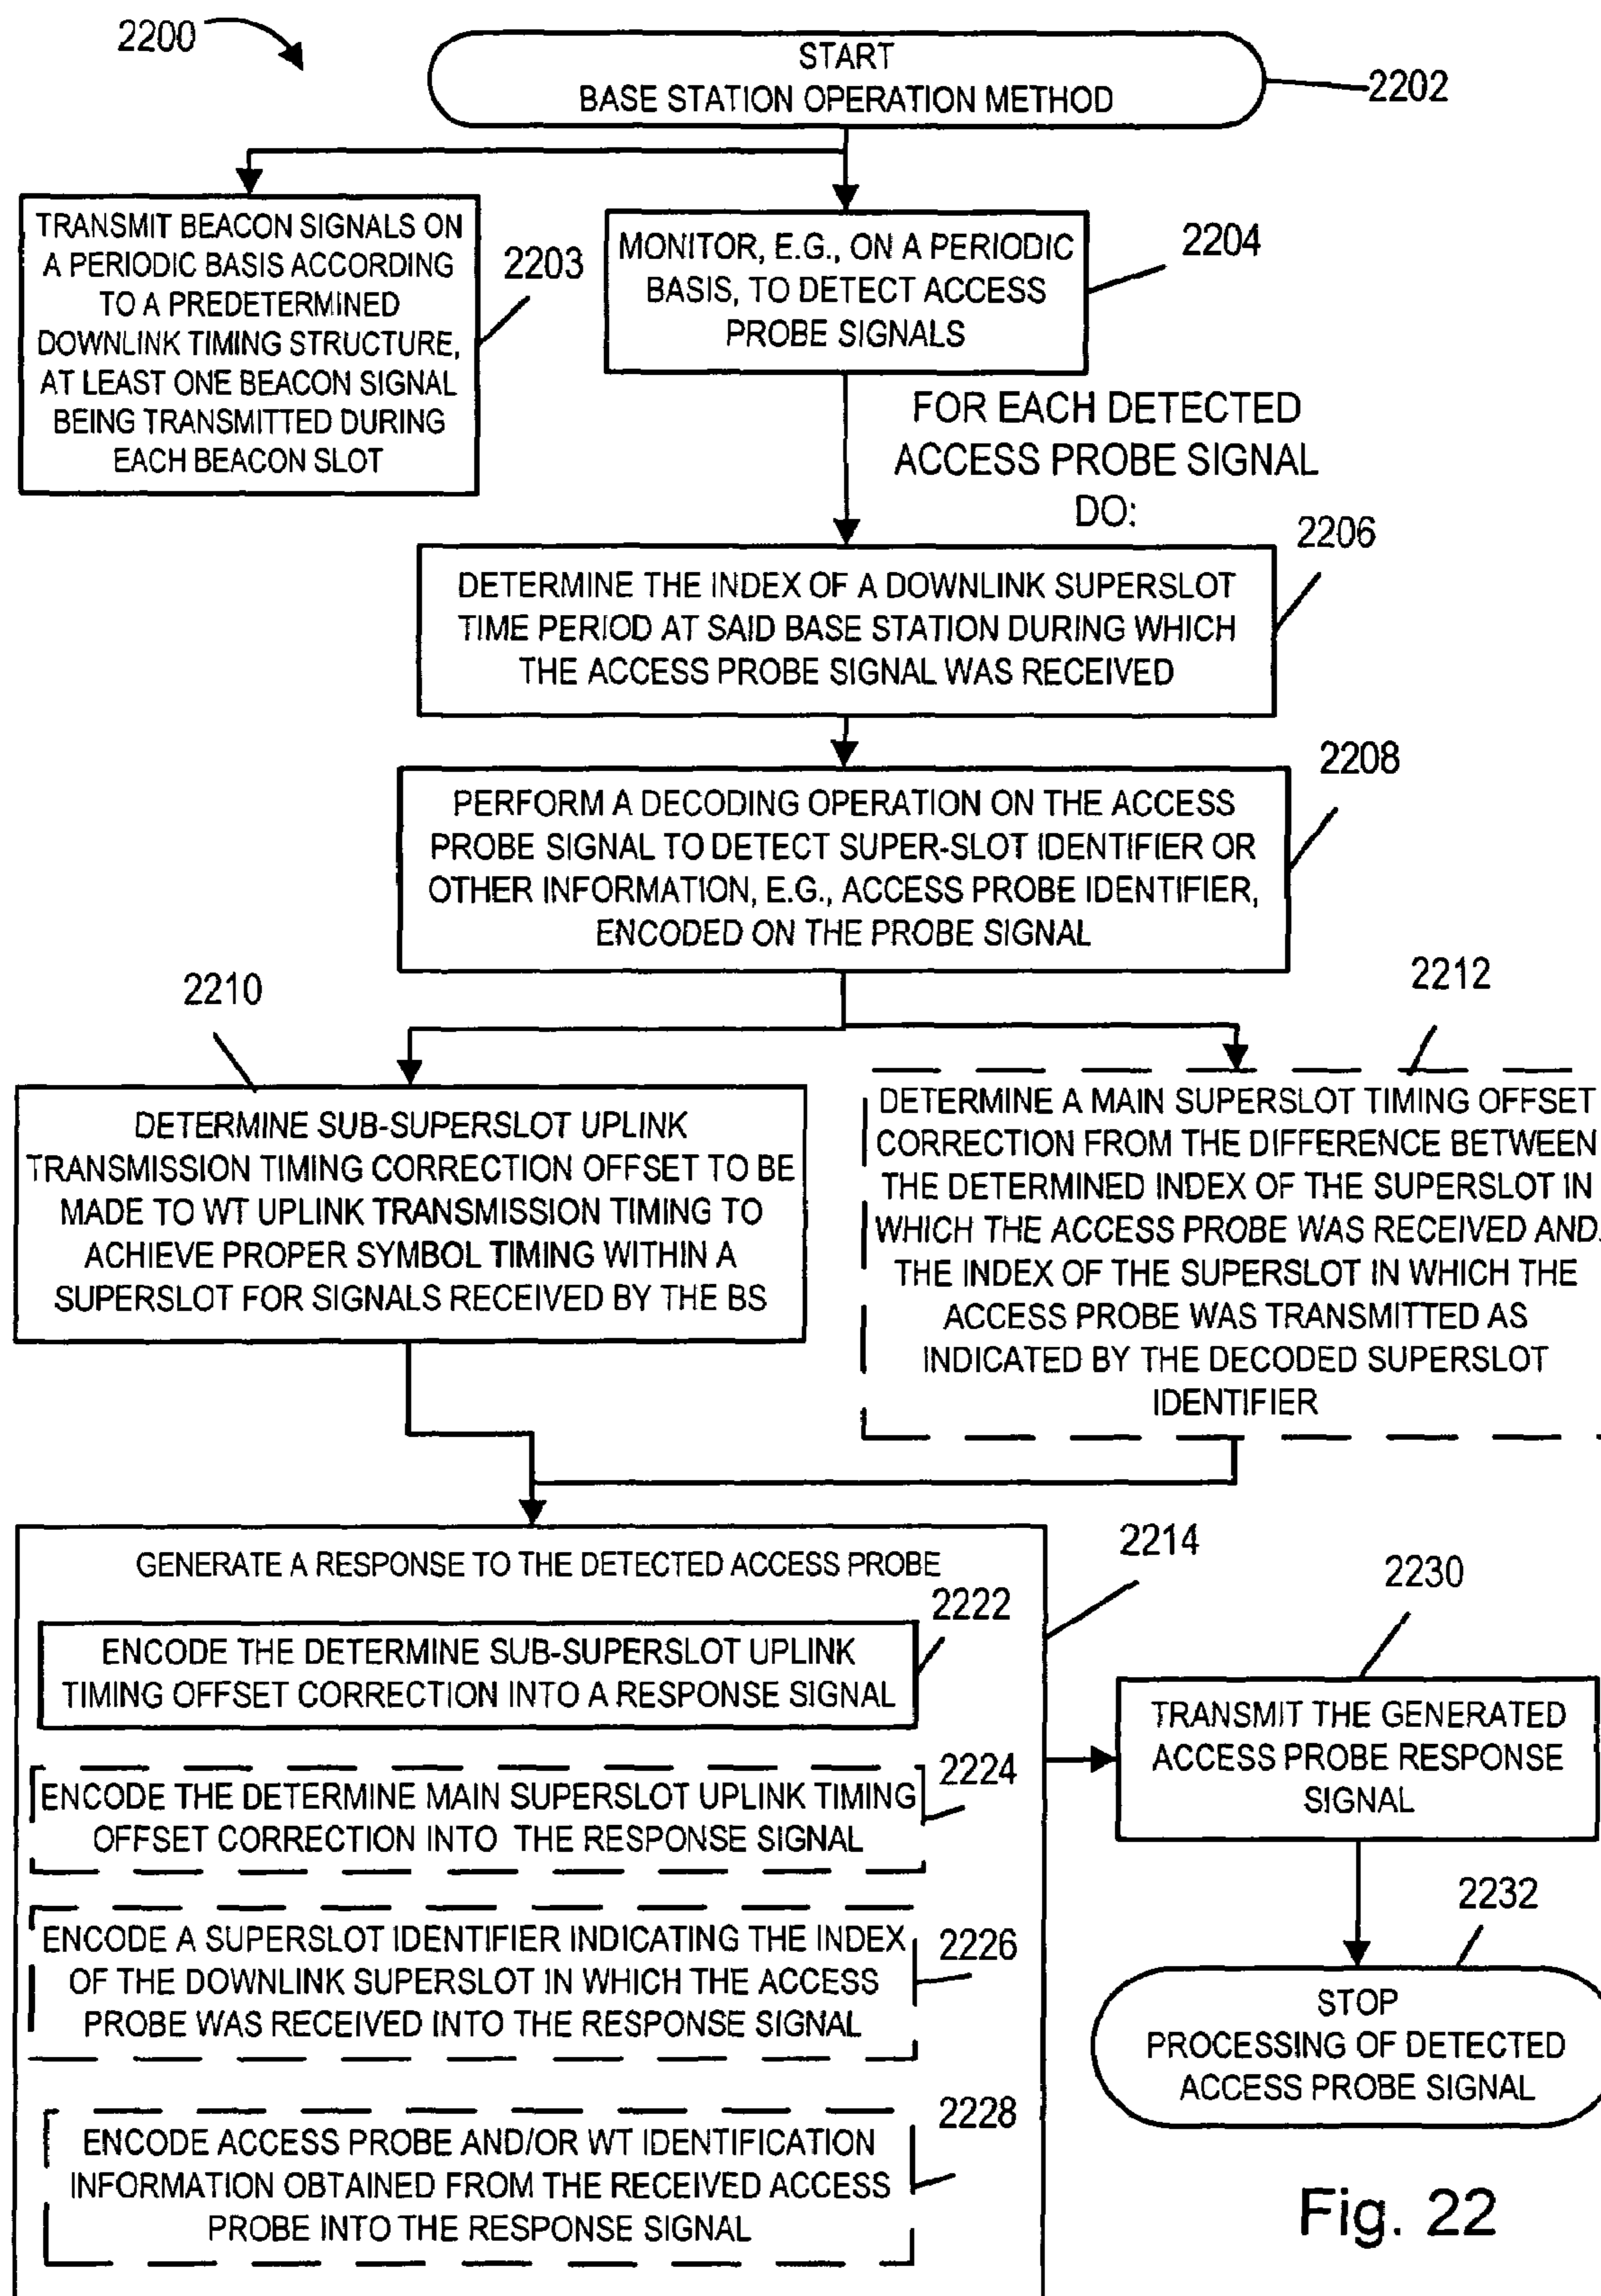 2200
START
BASE STATION OPERATION METHOD
2202
TRANSMIT BEACON SIGNALS ON
A PERIODIC BASIS ACCORDING
TO A PREDETERMINED
DOWNLINK TIMING STRUCTURE,
AT LEAST ONE BEACON SIGNAL
BEING TRANSMITTED DURING
EACH BEACON SLOT
2203
MONITOR, E.G., ON A PERIODIC
BASIS, TO DETECT ACCESS
PROBE SIGNALS
2204
FOR EACH DETECTED
ACCESS PROBE SIGNAL
DO:
2206
DETERMINE THE INDEX OF A DOWNLINK SUPERSLOT
TIME PERIOD AT SAID BASE STATION DURING WHICH
THE ACCESS PROBE SIGNAL WAS RECEIVED
2208
PERFORM A DECODING OPERATION ON THE ACCESS
PROBE SIGNAL TO DETECT SUPER-SLOT IDENTIFIER OR
OTHER INFORMATION, E.G., ACCESS PROBE IDENTIFIER,
ENCODED ON THE PROBE SIGNAL
2210
DETERMINE SUB-SUPERSLOT UPLINK
TRANSMISSION TIMING CORRECTION OFFSET TO BE
MADE TO WT UPLINK TRANSMISSION TIMING TO
ACHIEVE PROPER SYMBOL TIMING WITHIN A
SUPERSLOT FOR SIGNALS RECEIVED BY THE BS
2212
DETERMINE A MAIN SUPERSLOT TIMING OFFSET
CORRECTION FROM THE DIFFERENCE BETWEEN
THE DETERMINED INDEX OF THE SUPERSLOT IN
WHICH THE ACCESS PROBE WAS RECEIVED AND
THE INDEX OF THE SUPERSLOT IN WHICH THE
ACCESS PROBE WAS TRANSMITTED AS
INDICATED BY THE DECODED SUPERSLOT
IDENTIFIER
2214
GENERATE A RESPONSE TO THE DETECTED ACCESS PROBE
2222
ENCODE THE DETERMINE SUB-SUPERSLOT UPLINK
TIMING OFFSET CORRECTION INTO A RESPONSE SIGNAL
2224
ENCODE THE DETERMINE MAIN SUPERSLOT UPLINK TIMING
OFFSET CORRECTION INTO THE RESPONSE SIGNAL
2226
ENCODE A SUPERSLOT IDENTIFIER INDICATING THE INDEX
OF THE DOWNLINK SUPERSLOT IN WHICH THE ACCESS
PROBE WAS RECEIVED INTO THE RESPONSE SIGNAL
2228
ENCODE ACCESS PROBE AND/OR WT IDENTIFICATION
INFORMATION OBTAINED FROM THE RECEIVED ACCESS
PROBE INTO THE RESPONSE SIGNAL
2230
TRANSMIT THE GENERATED
ACCESS PROBE RESPONSE
SIGNAL
2232
STOP
PROCESSING OF DETECTED
ACCESS PROBE SIGNAL
Fig. 22